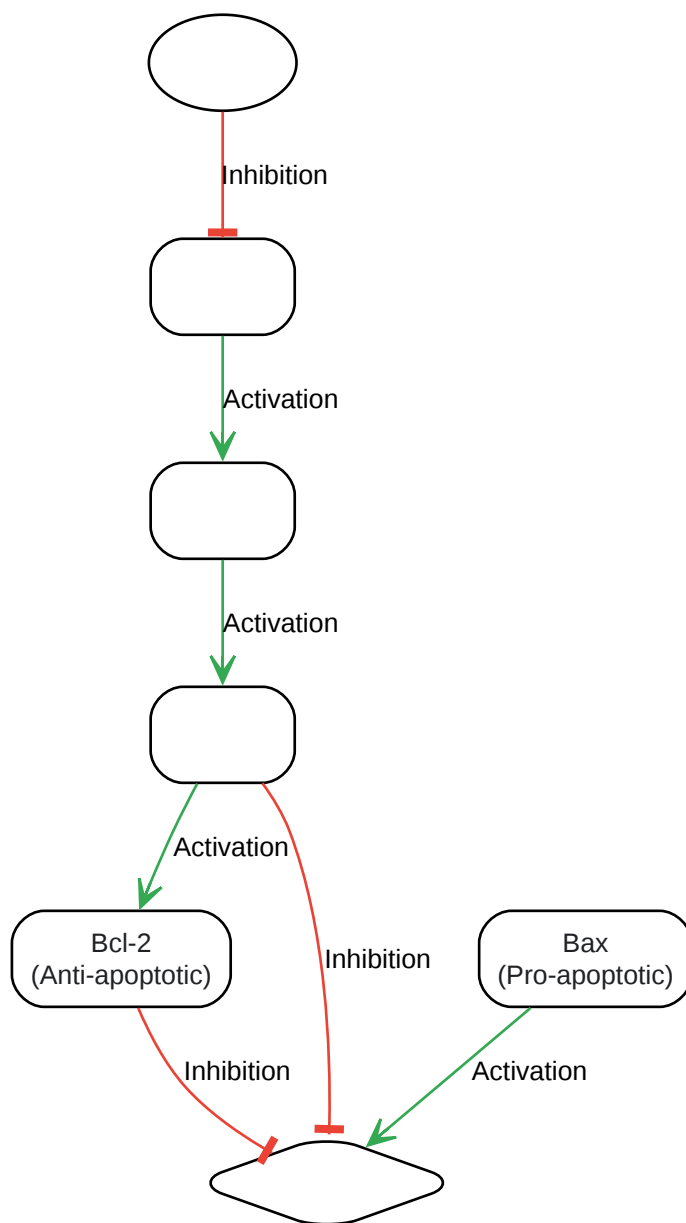 Inhibition
Activation
Activation
Activation
Bcl-2
(Anti-apoptotic)
Inhibition
Bax
(Pro-apoptotic)
Inhibition
Activation